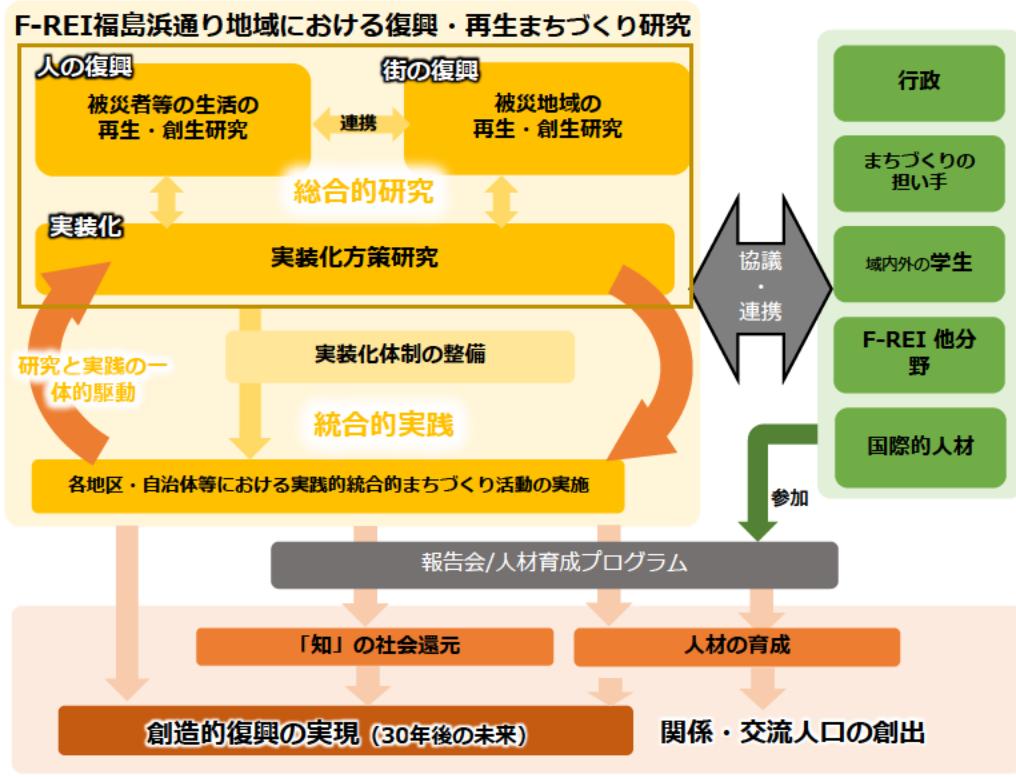 F-REI福島浜通り地域における復興・再生まちづくり研究
人の復興
被災者等の生活の
再生・創生研究
連携
街の復興
被災地域の
再生・創生研究
総合的研究
実装化
実装化方策研究
研究と実践の一
体的駆動
実装化体制の整備
統合的実践
各地区・自治体等における実践的統合的まちづくり活動の実施
協議
・
連携
行政
まちづくりの
担い手
域内外の学生
F-REI 他分
野
国際的人材
参加
報告会/人材育成プログラム
「知」の社会還元
人材の育成
創造的復興の実現（30年後の未来）
関係・交流人口の創出